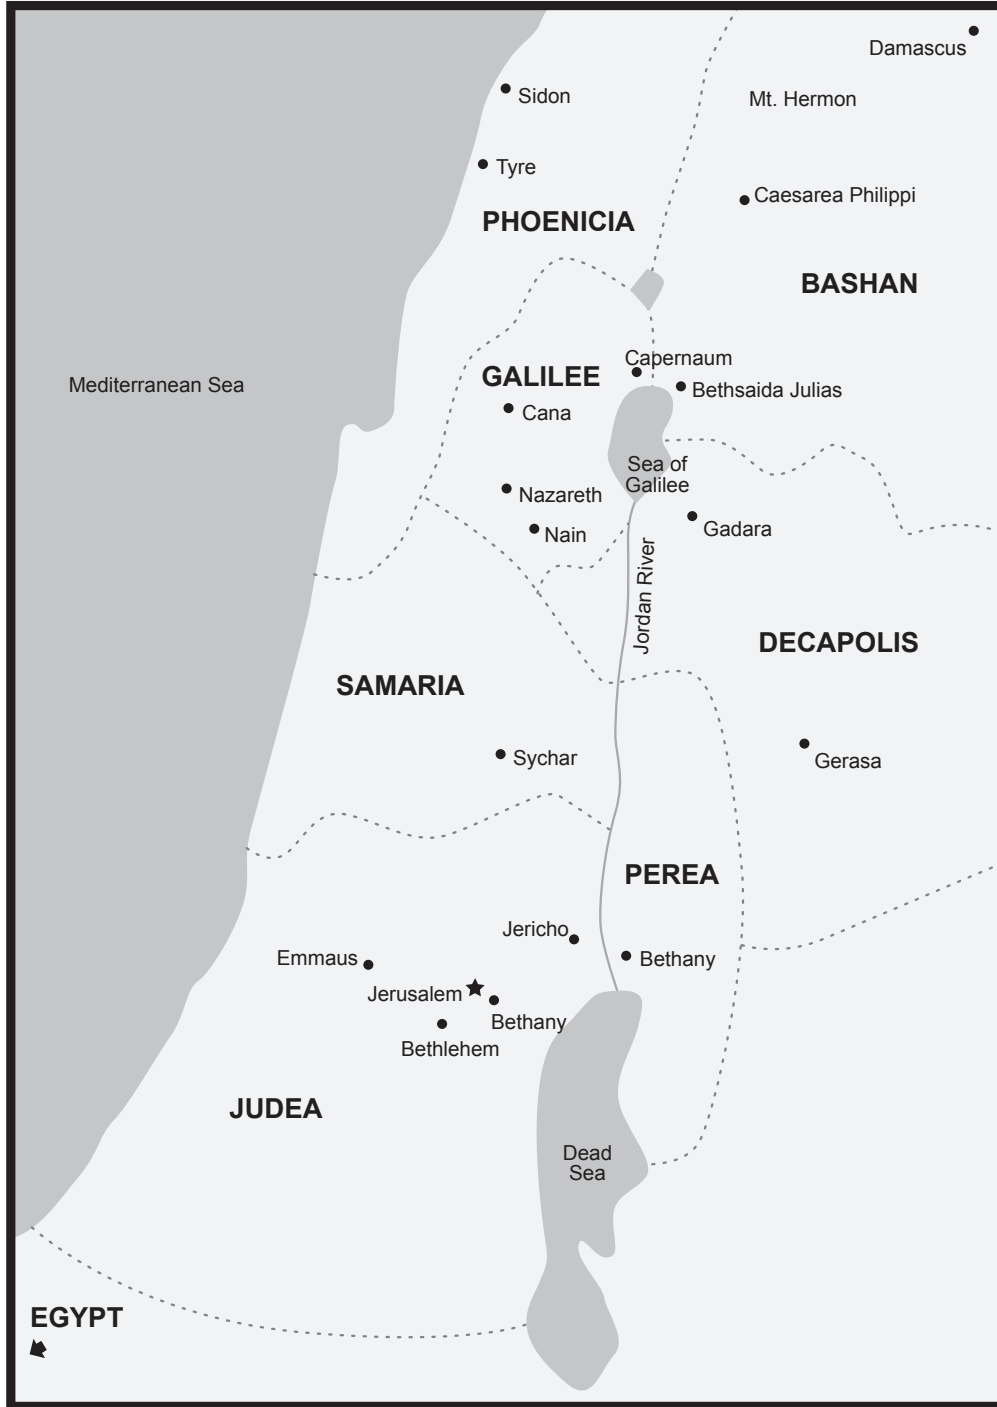 Damascus
Sidon
Mt. Hermon
Tyre
Caesarea Philippi
PHOENICIA
BASHAN
Capernaum
GALILEE
Mediterranean Sea
Bethsaida Julias
Cana
Sea of
Galilee
Nazareth
Gadara
Nain
Jordan River
DECAPOLIS
SAMARIA
Sychar
Gerasa
PEREA
Jericho
Emmaus
Bethany
Jerusalem
Bethany
Bethlehem
JUDEA
Dead
Sea
EGYPT